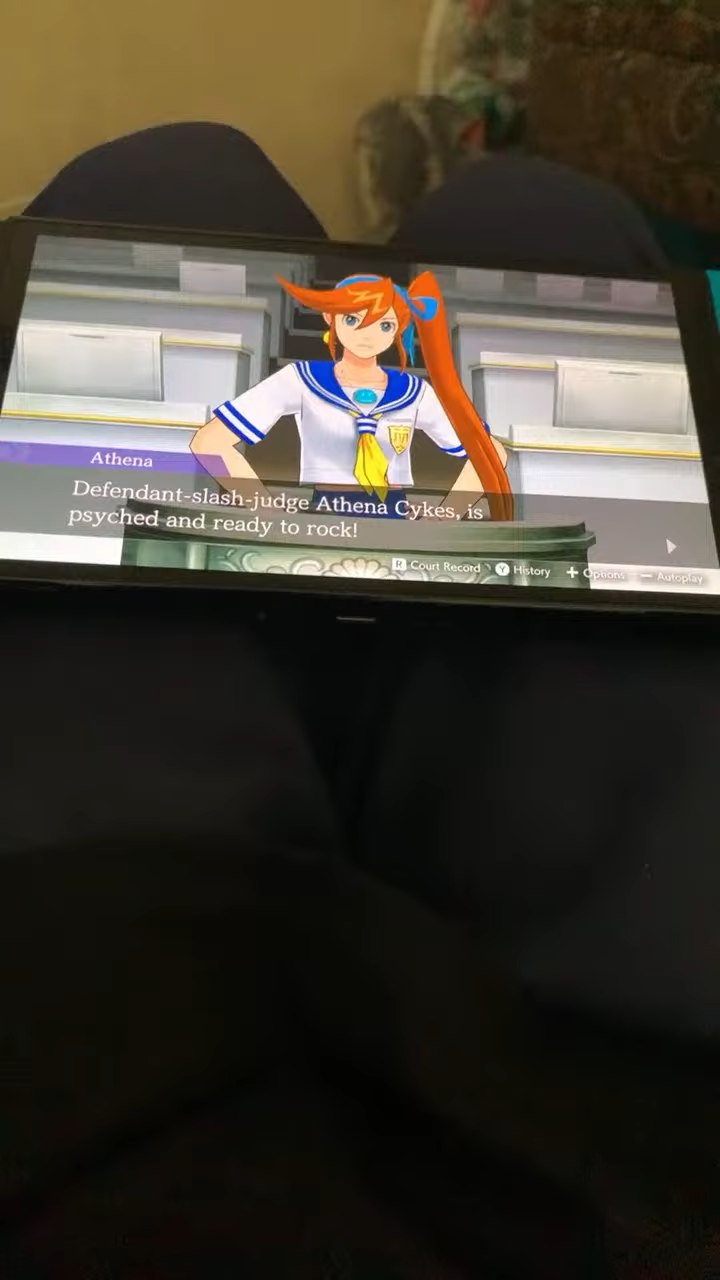 Athena
Defendant-slash-judge Athena Cykes, is
psyched and ready to rock!
R Court Record
Y History
+ Options
− Autoplay